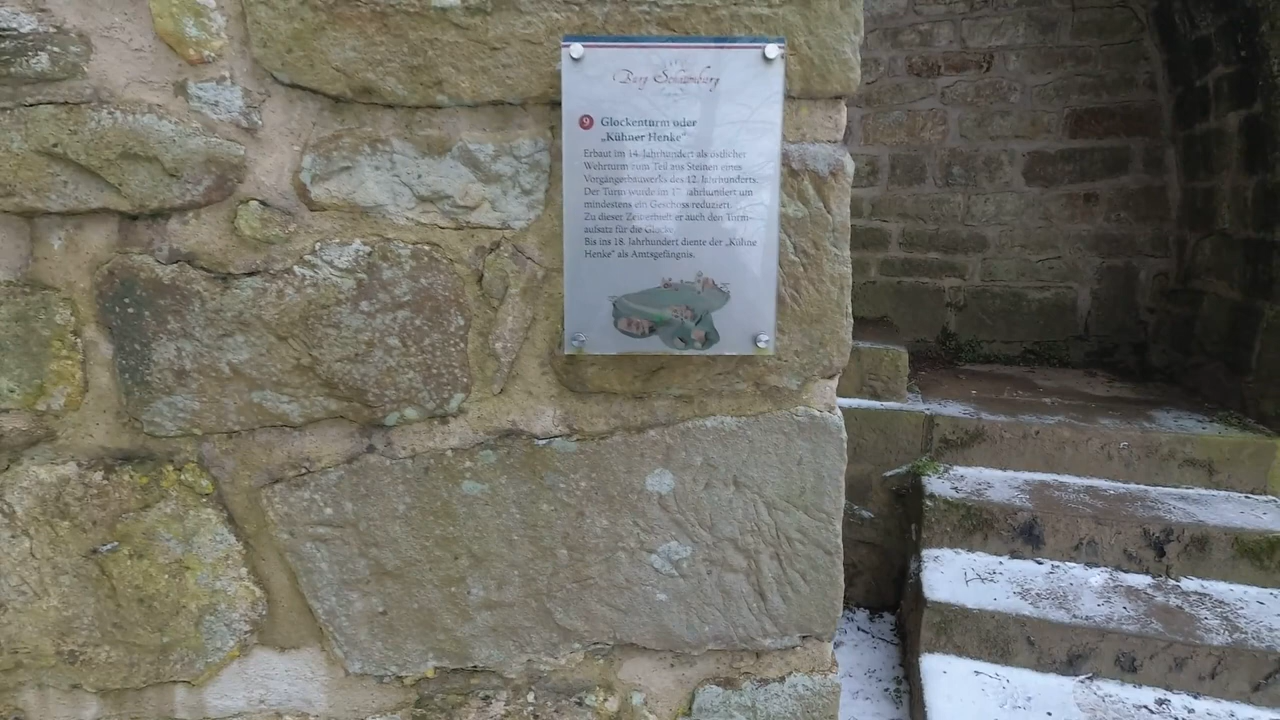 Burg Schaumburg
9 Glockenturm oder
„Kühner Henke“
Erbaut im 14. Jahrhundert als östlicher
Wehrturm zum Teil aus Steinen eines
Vorgängerbauwerks des 12. Jahrhunderts.
Der Turm wurde im 17. Jahrhundert um
mindestens ein Geschoss reduziert.
Zu dieser Zeit erhielt er auch den Turm-
aufsatz für die Glocke.
Bis ins 18. Jahrhundert diente der „Kühne
Henke“ als Amtsgefängnis.